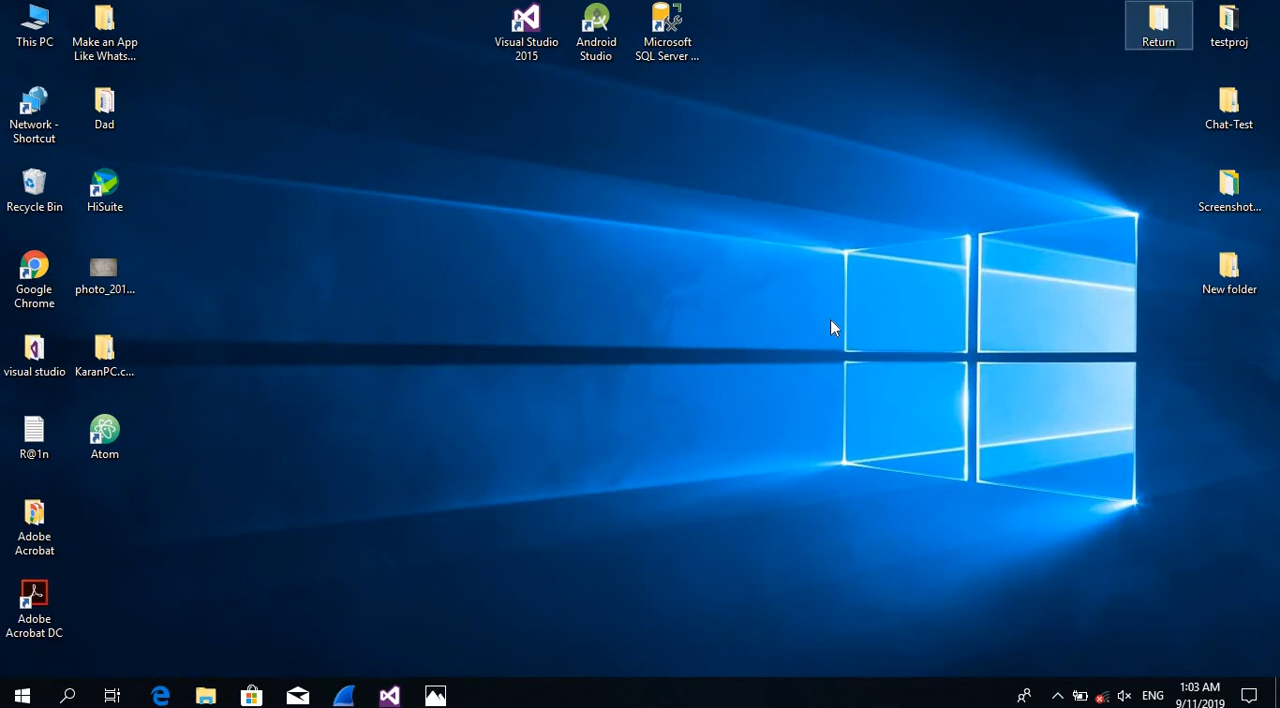 This PC
Make an App
Like Whats...
Visual Studio
2015
Android
Studio
Microsoft
SQL Server ...
Return
testproj
Network -
Shortcut
Dad
Chat-Test
Recycle Bin
HiSuite
Screenshot...
Google
Chrome
photo_201...
New folder
visual studio
KaranPC.c...
R@1n
Atom
Adobe
Acrobat
Adobe
Acrobat DC
ENG
1:03 AM
9/11/2019